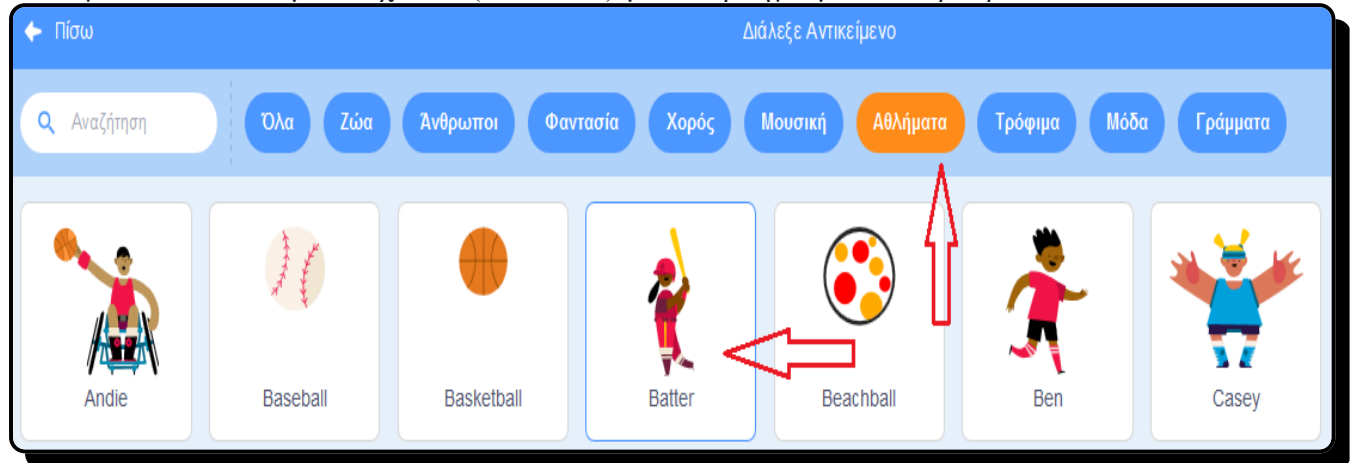 Πίσω
Διάλεξε Αντικείμενο
Αναζήτηση
Όλα
Ζώα
Άνθρωποι
Φαντασία
Χορός
Μουσική
Αθλήματα
Τρόφιμα
Μόδα
Γράμματα
Andie
Baseball
Basketball
Batter
Beachball
Ben
Casey